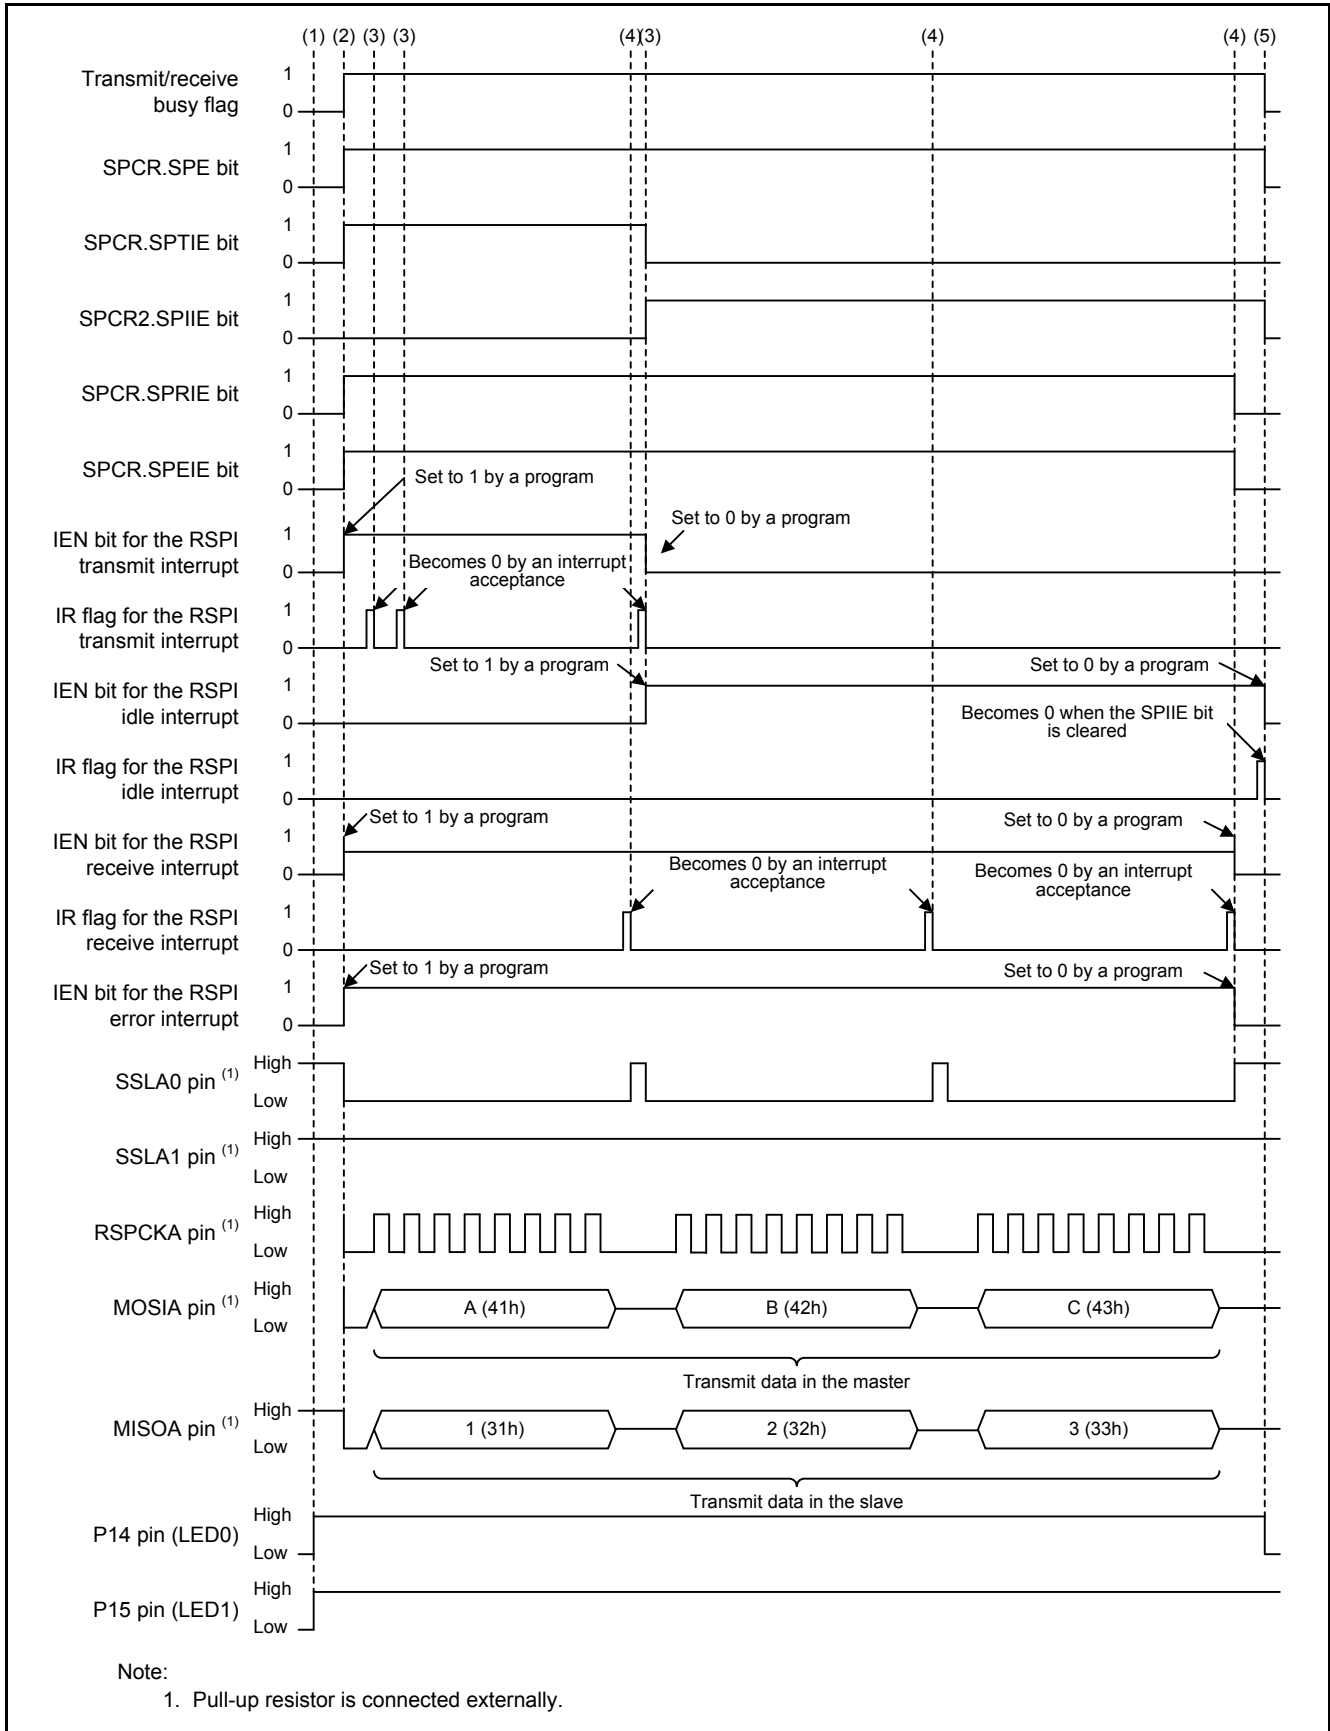 (1) (2) (3) (3) (4)(3) (4) (4) (5)
Transmit/receive
busy flag
1
0
SPCR.SPE bit
1
0
SPCR.SPTIE bit
1
0
SPCR2.SPIIE bit
1
0
SPCR.SPRIE bit
1
0
SPCR.SPEIE bit
1
0
Set to 1 by a program
IEN bit for the RSPI
transmit interrupt
1
0
Set to 0 by a program
Becomes 0 by an interrupt
acceptance
IR flag for the RSPI
transmit interrupt
1
0
Set to 1 by a program
Set to 0 by a program
IEN bit for the RSPI
idle interrupt
1
0
Becomes 0 when the SPIIE bit
is cleared
IR flag for the RSPI
idle interrupt
1
0
Set to 1 by a program
Set to 0 by a program
IEN bit for the RSPI
receive interrupt
1
0
Becomes 0 by an interrupt
acceptance
Becomes 0 by an interrupt
acceptance
IR flag for the RSPI
receive interrupt
1
0
Set to 1 by a program
Set to 0 by a program
IEN bit for the RSPI
error interrupt
1
0
SSLA0 pin (1)
High
Low
SSLA1 pin (1)
High
Low
RSPCKA pin (1)
High
Low
MOSIA pin (1)
High
Low
A (41h)
B (42h)
C (43h)
Transmit data in the master
MISOA pin (1)
High
Low
1 (31h)
2 (32h)
3 (33h)
Transmit data in the slave
P14 pin (LED0)
High
Low
P15 pin (LED1)
High
Low
Note:
1. Pull-up resistor is connected externally.